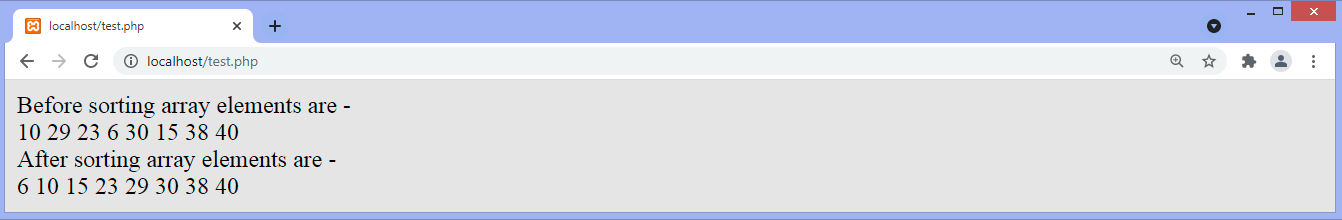 localhost/test.php
localhost/test.php
Before sorting array elements are -
10 29 23 6 30 15 38 40
After sorting array elements are -
6 10 15 23 29 30 38 40